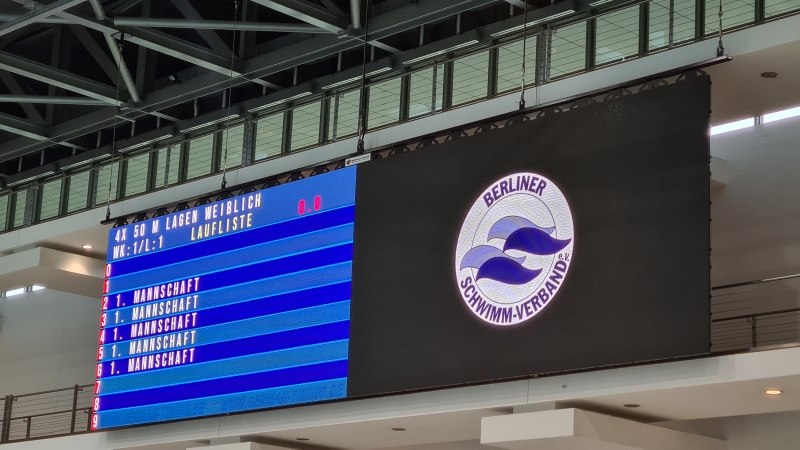 4X 50 M LAGEN WEIBLICH
WK:1/L:1 LAUFLISTE 0.0
0
1
2 1. MANNSCHAFT
3 1. MANNSCHAFT
4 1. MANNSCHAFT
5 1. MANNSCHAFT
6 1. MANNSCHAFT
7
8
9
BERLINER
SCHWIMM-VERBAND e.V.